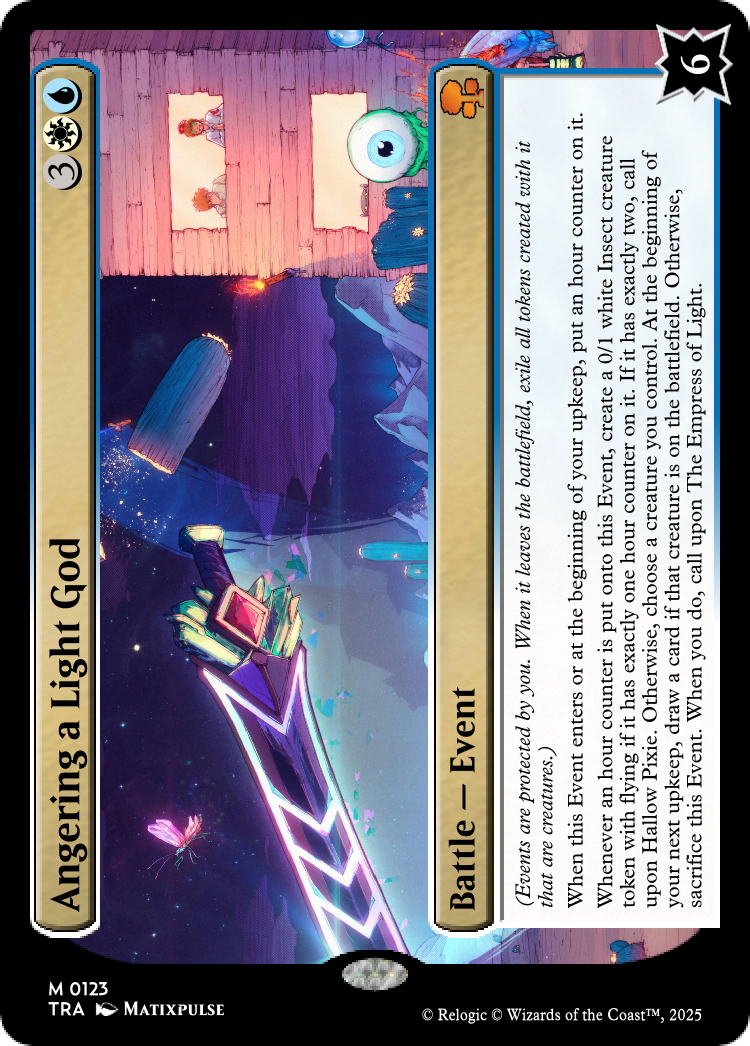 Angering a Light God
3
Battle — Event
6
(Events are protected by you. When it leaves the battlefield, exile all tokens created with it
that are creatures.)
When this Event enters or at the beginning of your upkeep, put an hour counter on it.
Whenever an hour counter is put onto this Event, create a 0/1 white Insect creature
token with flying if it has exactly one hour counter on it. If it has exactly two, call
upon Hallow Pixie. Otherwise, choose a creature you control. At the beginning of
your next upkeep, draw a card if that creature is on the battlefield. Otherwise,
sacrifice this Event. When you do, call upon The Empress of Light.
M 0123
TRA Matixpulse
© Relogic © Wizards of the Coast™, 2025